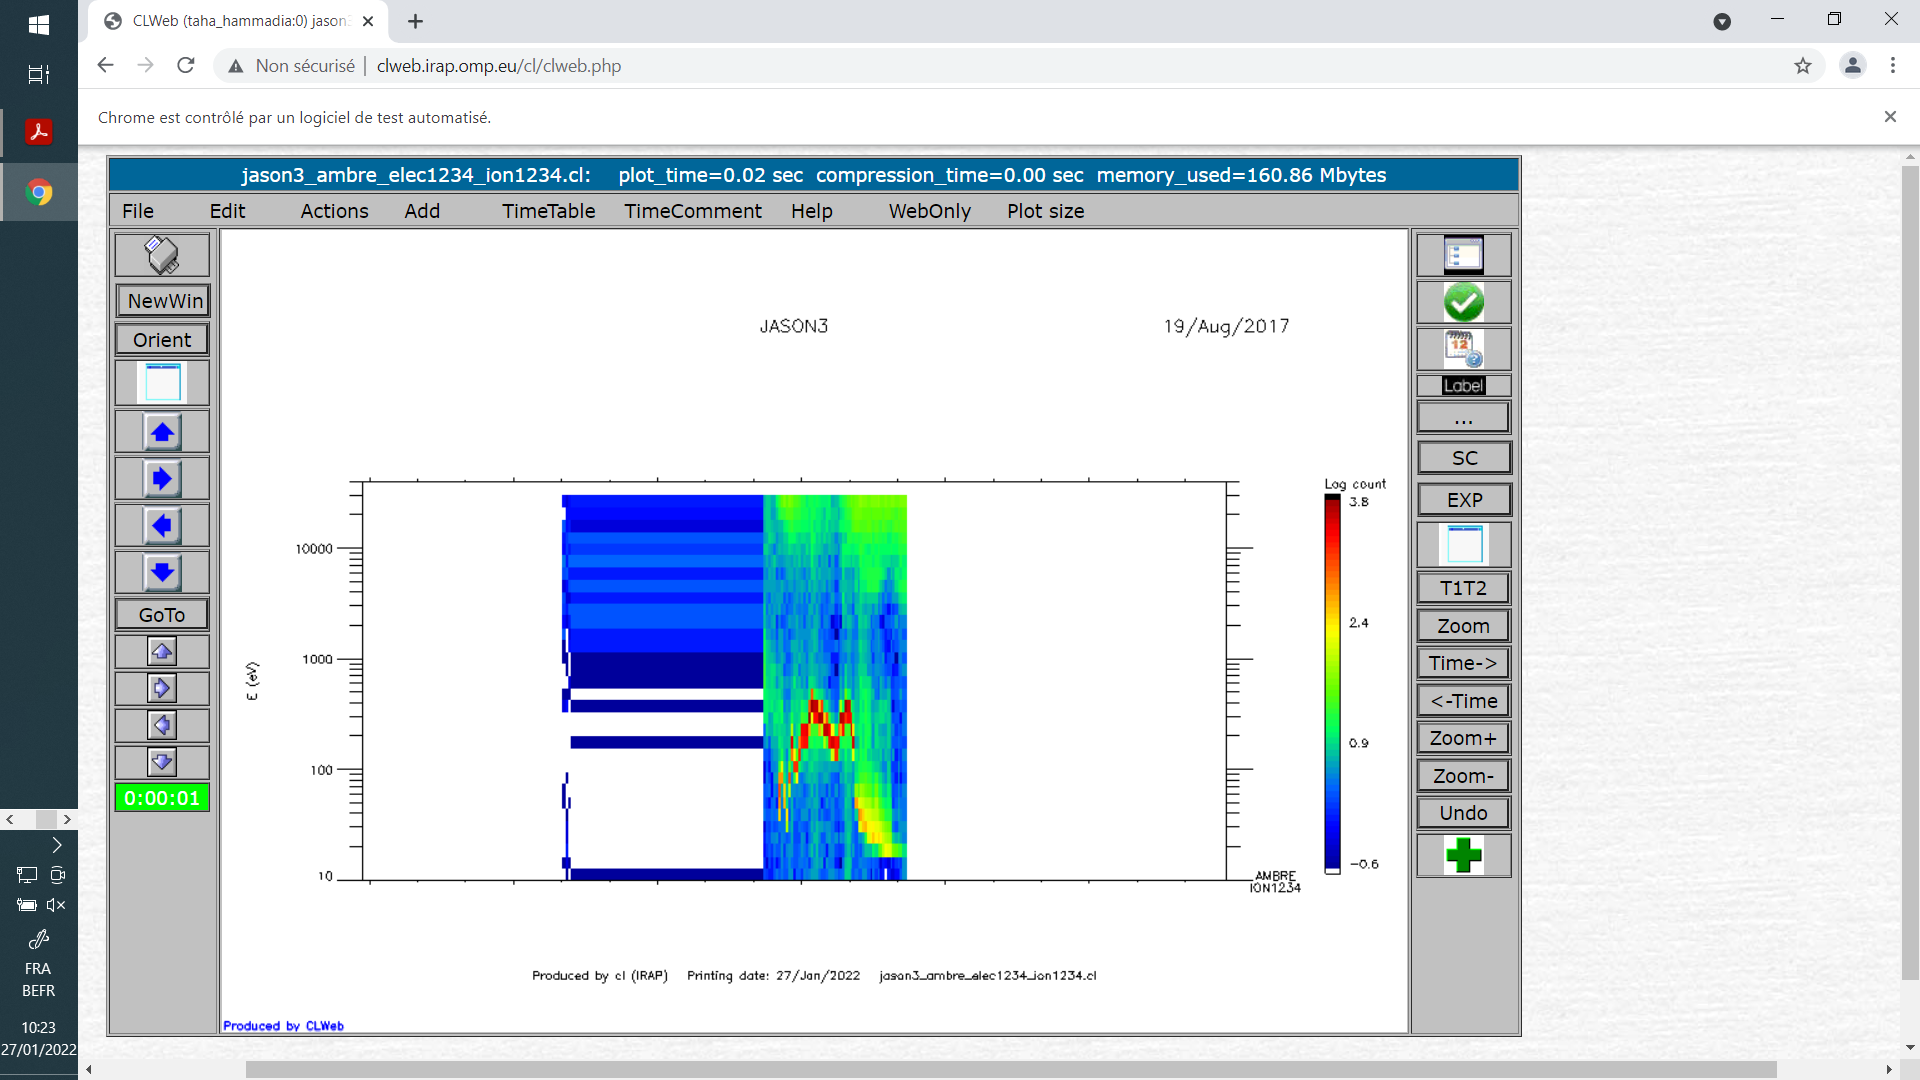 CLWeb (taha_hammadia:0) jason3
Non sécurisé | clweb.irap.omp.eu/cl/clweb.php
Chrome est contrôlé par un logiciel de test automatisé.
jason3_ambre_elec1234_ion1234.cl: plot_time=0.02 sec compression_time=0.00 sec memory_used=160.86 Mbytes
File Edit Actions Add TimeTable TimeComment Help WebOnly Plot size
NewWin
Orient
GoTo
0:00:01
JASON3
19/Aug/2017
Log count
3.8
2.4
0.9
-0.6
10000
1000
100
10
E (eV)
AMBRE
ION1234
Produced by cl (IRAP) Printing date: 27/Jan/2022 jason3_ambre_elec1234_ion1234.cl
Produced by CLWeb
12
Label
...
SC
EXP
T1T2
Zoom
Time->
<-Time
Zoom+
Zoom-
Undo
FRA
BEFR
10:23
27/01/2022